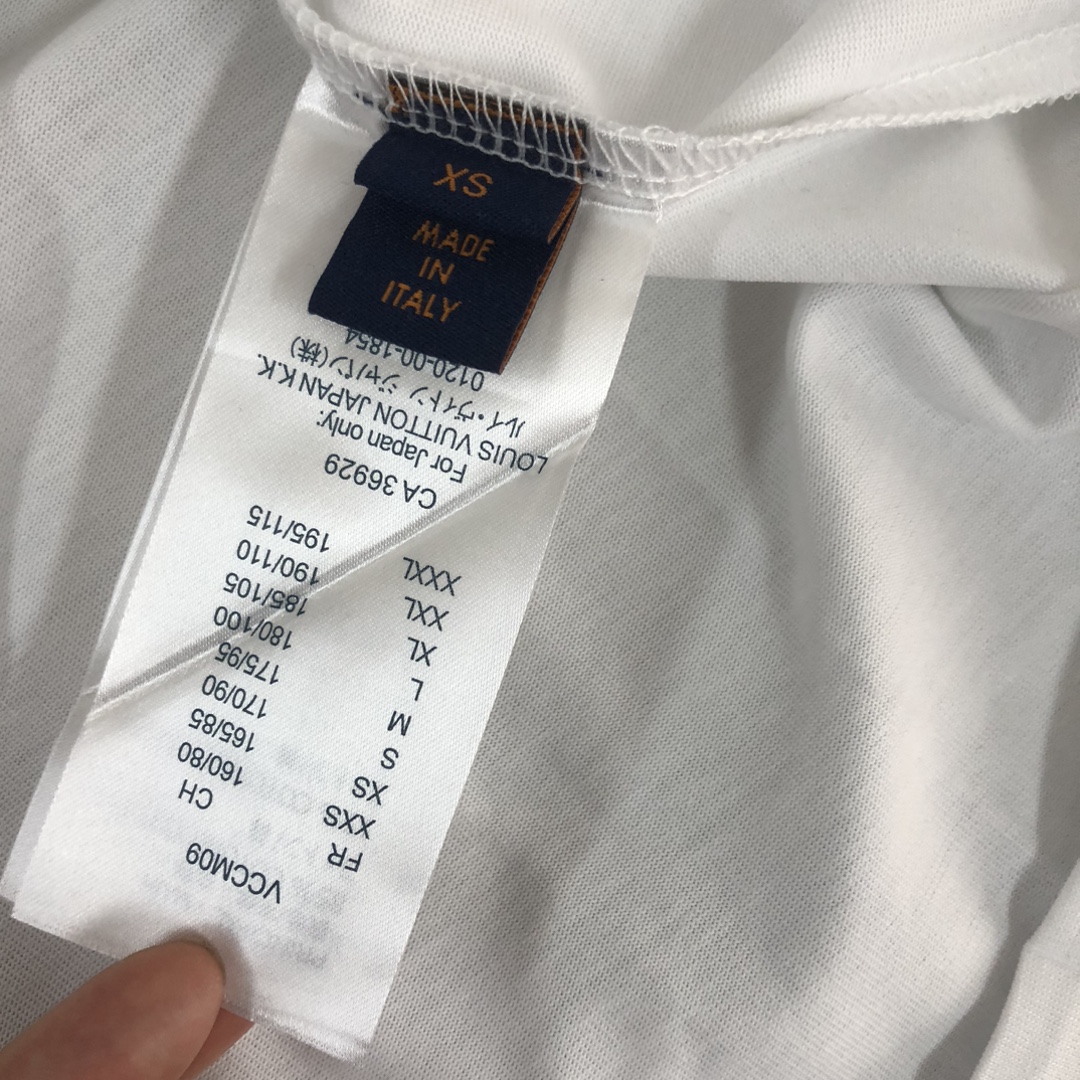 XS
MADE
IN
ITALY
VCCM09
FR CH
XXS 160/80
XS 165/85
S 170/90
M 175/95
L 180/100
XL 185/105
XXL 190/110
XXXL 195/115
CA 36929
For Japan only:
LOUIS VUITTON JAPAN K.K.
ルイ・ヴィトン ジャパン(株)
0120-00-1854